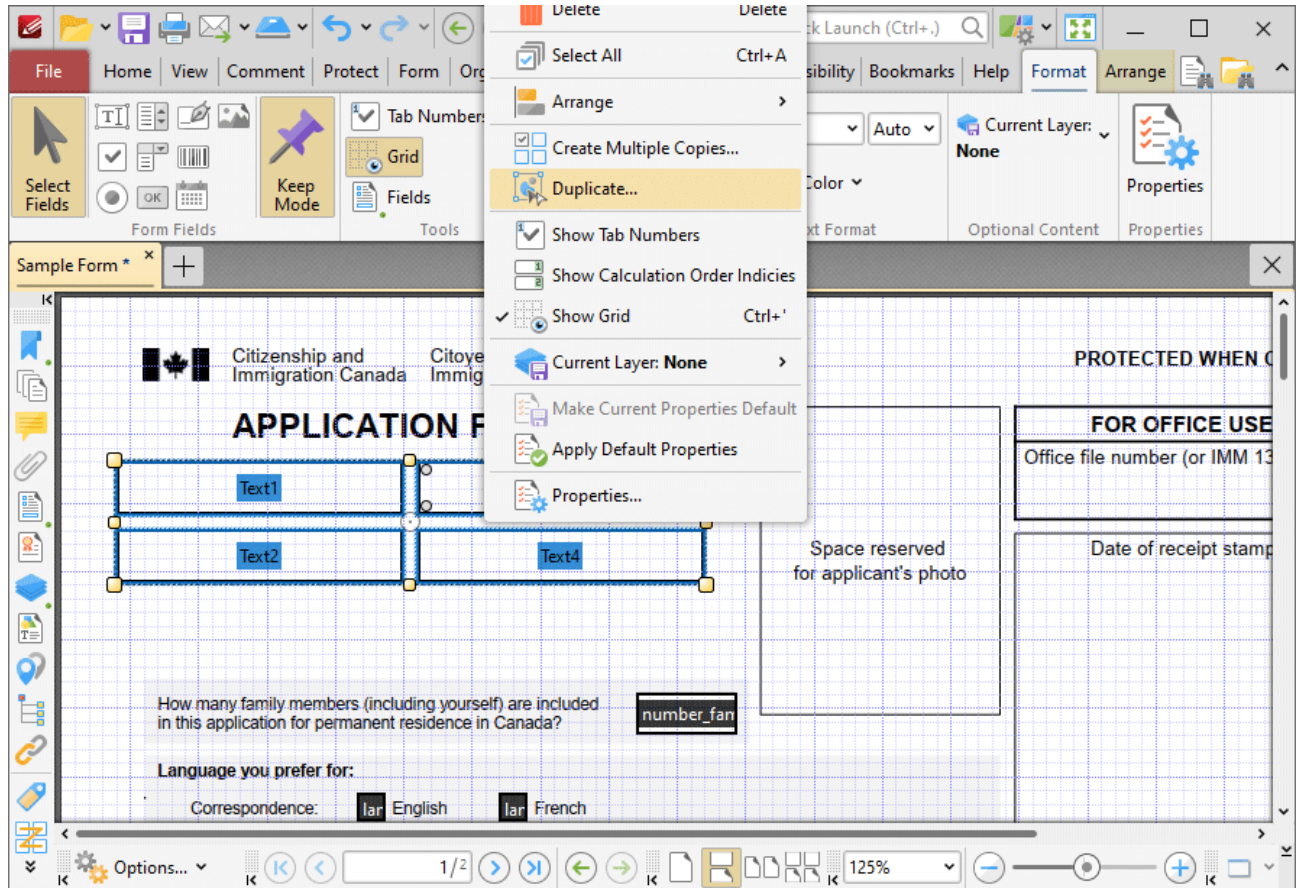 Delete Delete
ck Launch (Ctrl+.)
Select All Ctrl+A
File Home View Comment Protect Form Org
sibility Bookmarks Help Format Arrange
Arrange
Tab Numbers
Auto
Current Layer:
None
Create Multiple Copies...
Grid
Select
Fields
OK
Keep
Mode
Fields
Duplicate...
Color
Properties
Form Fields Tools
xt Format Optional Content Properties
Show Tab Numbers
Sample Form *
Show Calculation Order Indicies
Show Grid Ctrl+'
Citizenship and
Immigration Canada
Citoye
Immig
PROTECTED WHEN C
Current Layer: None
Make Current Properties Default
APPLICATION F
FOR OFFICE USE
Apply Default Properties
Office file number (or IMM 13
Text1
Properties...
Text2 Text4
Space reserved
for applicant's photo
Date of receipt stamp
How many family members (including yourself) are included
in this application for permanent residence in Canada?
number_fan
Language you prefer for:
Correspondence: lar English lar French
Options... 1/2 125%